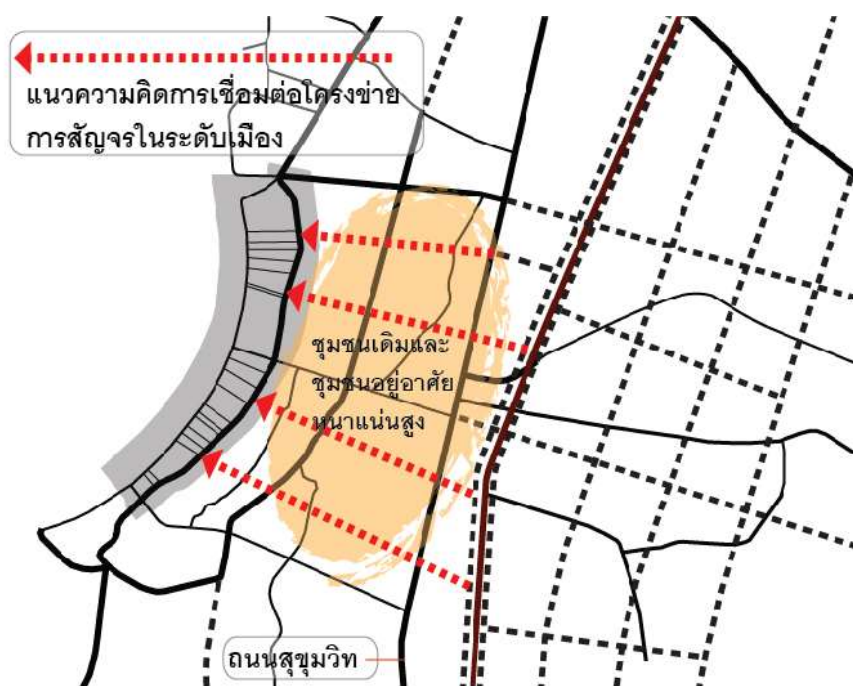 แนวความคิดการเชื่อมต่อโครงข่าย
การสัญจรในระดับเมือง
ชุมชนเดิมและ
ชุมชนอยู่อาศัย
หนาแน่นสูง
ถนนสุขุมวิท